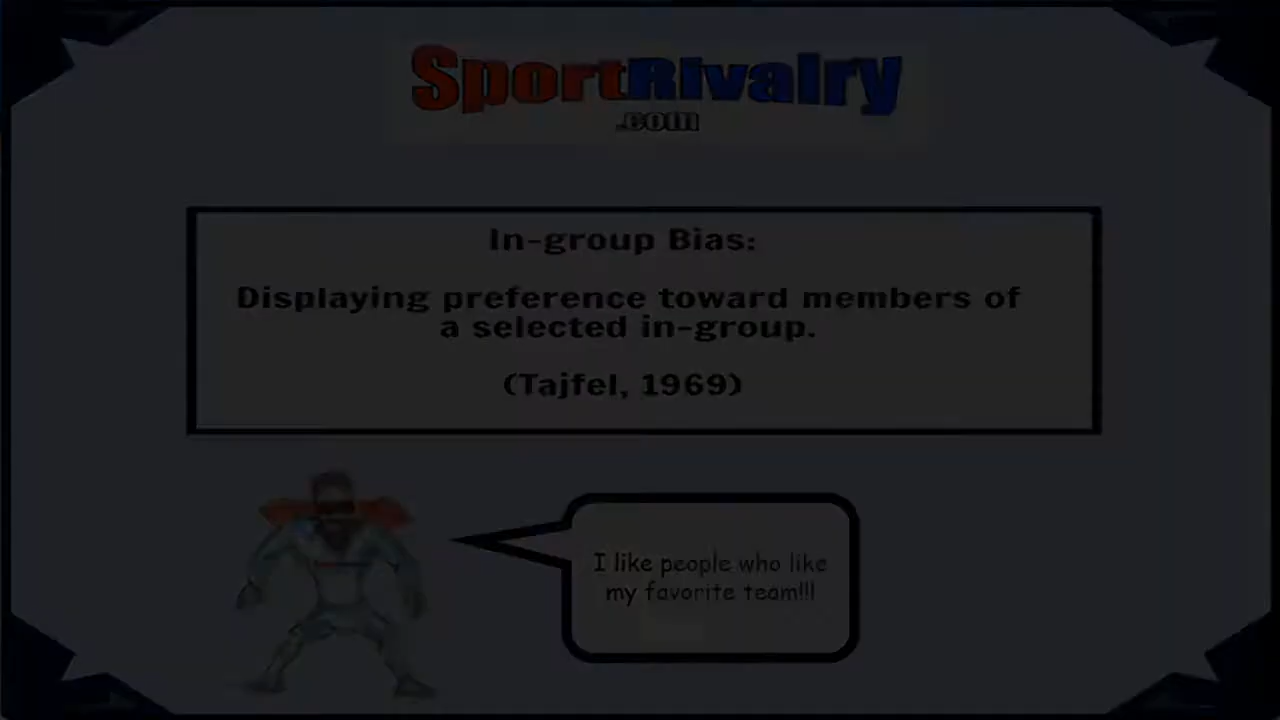 SportRivalry
.com
In-group Bias:
Displaying preference toward members of
a selected in-group.
(Tajfel, 1969)
I like people who like
my favorite team!!!